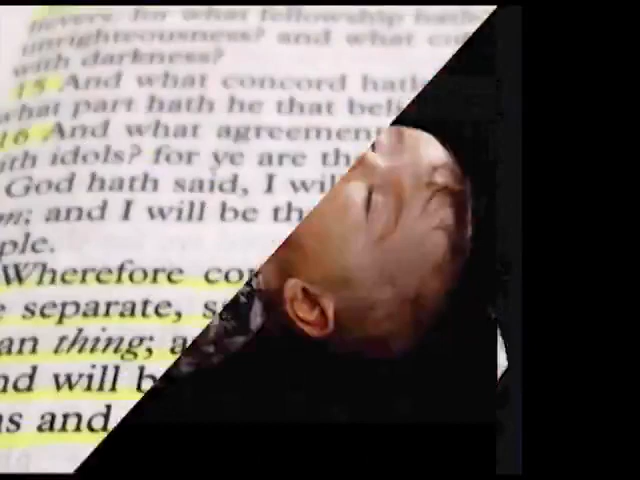 lievers: for what fellowship hath
unrighteousness? and what co
with darkness?
15 And what concord hath
what part hath he that beli
16 And what agreement
ith idols? for ye are th
God hath said, I wil
m; and I will be th
ple.
Wherefore co
e separate, s
an thing; a
nd will b
ns and